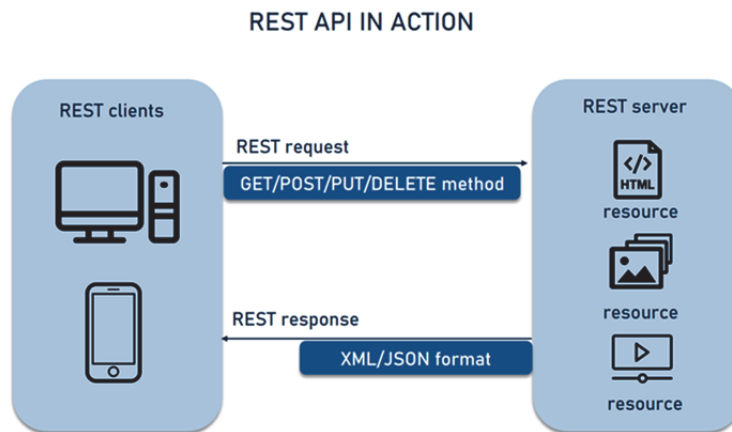 REST API IN ACTION
REST clients
REST server
REST request
GET/POST/PUT/DELETE method
</>
HTML
resource
resource
REST response
XML/JSON format
resource